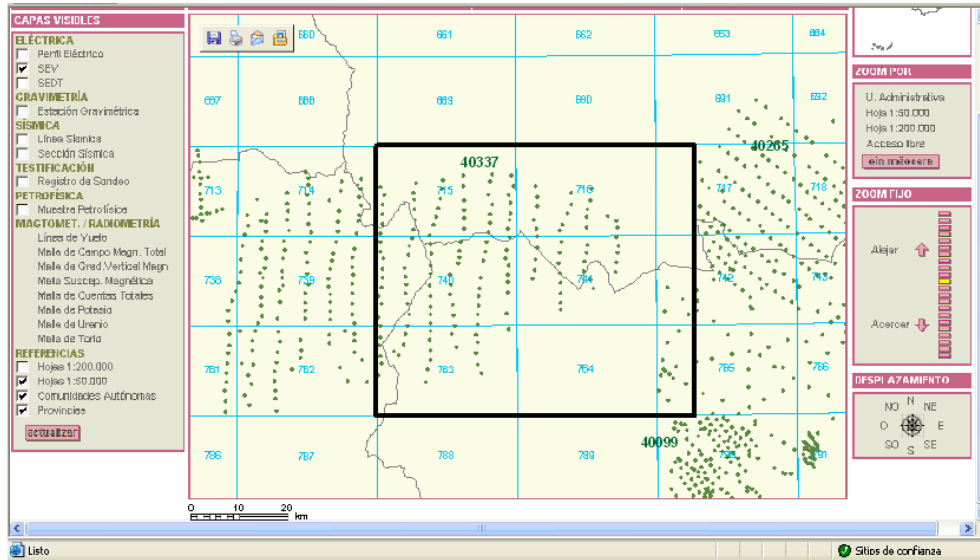 CAPAS VISIBLES
ELÉCTRICA
Perfil Eléctrico
SEV
SEDT
GRAVIMETRÍA
Estación Gravimétrica
SÍSMICA
Línea Sísmica
Sección Sísmica
TESTIFICACIÓN
Registro de Sondeo
PETROFÍSICA
Muestra Petrofísica
MAGTOMET. / RADIOMETRÍA
Línea de Vuelo
Malla de Campo Magn. Total
Malla de Grad.Vertical Magn
Malla Suscep. Magnética
Malla de Cuentas Totales
Malla de Potasio
Malla de Uranio
Malla de Torio
REFERENCIAS
Hojas 1:200.000
Hojas 1:50.000
Comunidades Autónomas
Provincias
actualizar
660 661 662 663 664
687 688 689 690 691 692
40337 40265
713 714 715 716 717 718
738 739 740 741 742 743
761 762 763 764 765 766
40099
786 787 788 789 791
0 10 20
km
ZOOM POR
U. Administrativa
Hoja 1:50.000
Hoja 1:200.000
Acceso libre
sin máscara
ZOOM FIJO
Alejar
Acercar
DESPLAZAMIENTO
NO N NE
O E
SO S SE
Listo
Sitios de confianza